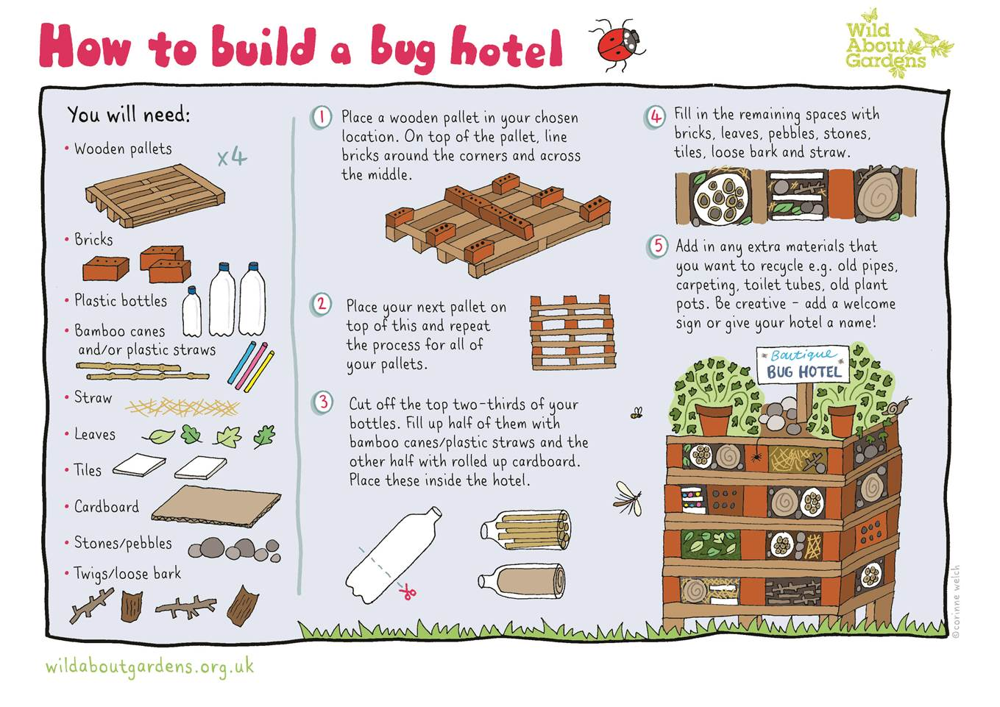 How to build a bug hotel
Wild
About
Gardens
You will need:
• Wooden pallets
x4
• Bricks
• Plastic bottles
• Bamboo canes
and/or plastic straws
• Straw
• Leaves
• Tiles
• Cardboard
• Stones/pebbles
• Twigs/loose bark
1
Place a wooden pallet in your chosen
location. On top of the pallet, line
bricks around the corners and across
the middle.
2
Place your next pallet on
top of this and repeat
the process for all of
your pallets.
3
Cut off the top two-thirds of your
bottles. Fill up half of them with
bamboo canes/plastic straws and the
other half with rolled up cardboard.
Place these inside the hotel.
4
Fill in the remaining spaces with
bricks, leaves, pebbles, stones,
tiles, loose bark and straw.
5
Add in any extra materials that
you want to recycle e.g. old pipes,
carpeting, toilet tubes, old plant
pots. Be creative - add a welcome
sign or give your hotel a name!
Boutique
BUG HOTEL
© corinne welch
wildaboutgardens.org.uk